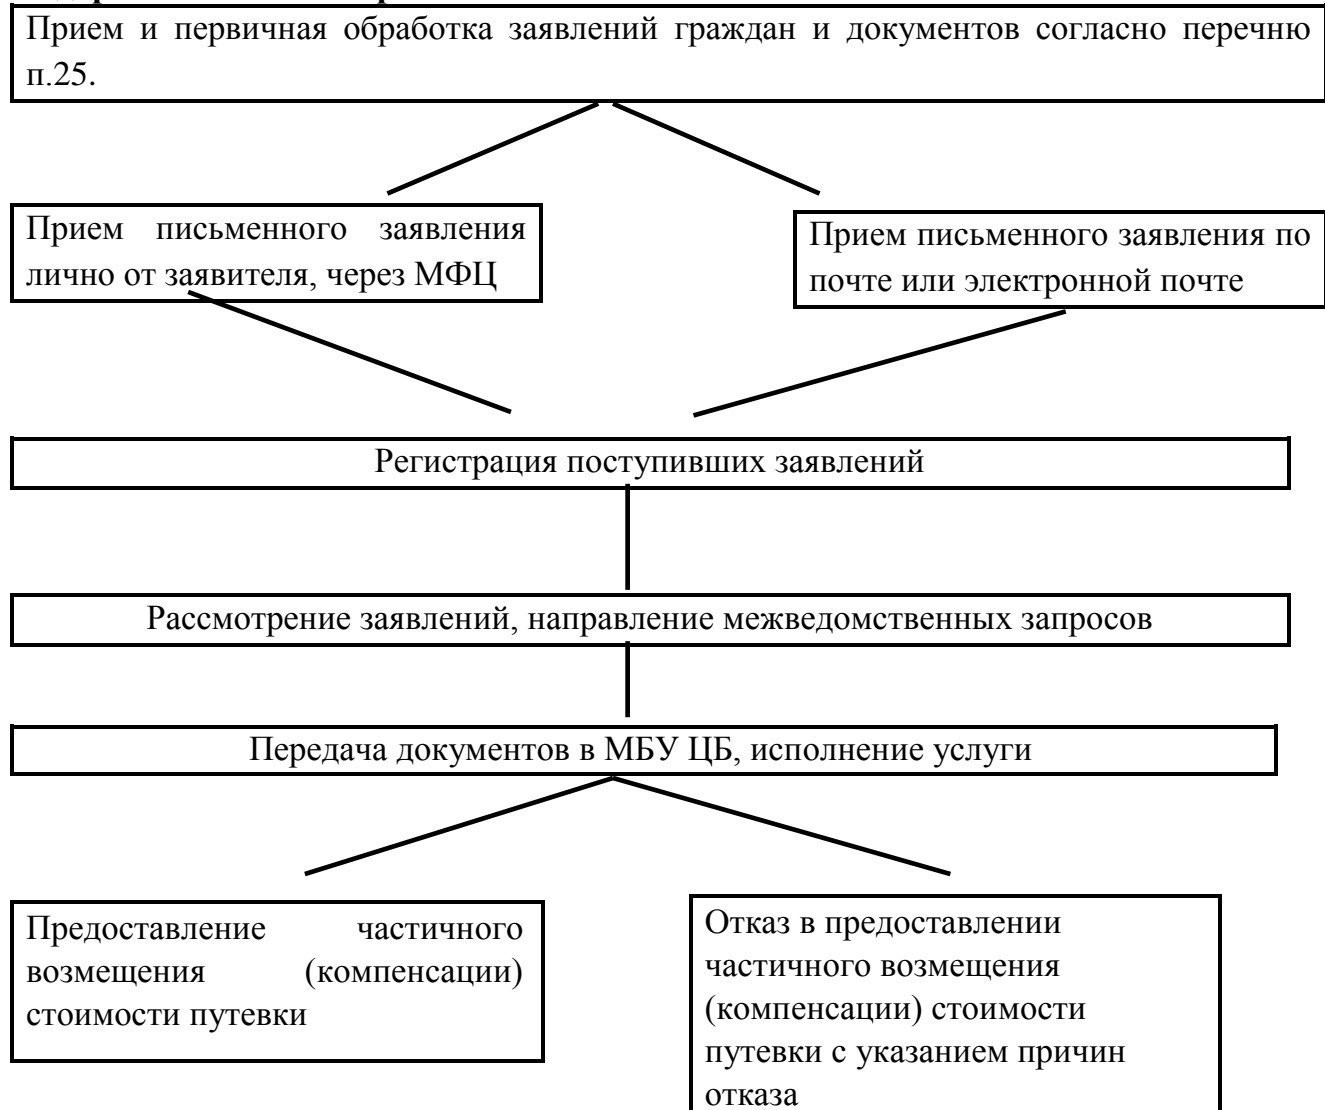 Прием и первичная обработка заявлений граждан и документов согласно перечню
п.25.
Прием письменного заявления
лично от заявителя, через МФЦ
Прием письменного заявления по
почте или электронной почте
Регистрация поступивших заявлений
Рассмотрение заявлений, направление межведомственных запросов
Передача документов в МБУ ЦБ, исполнение услуги
Предоставление частичного
возмещения (компенсации)
стоимости путевки
Отказ в предоставлении
частичного возмещения
(компенсации) стоимости
путевки с указанием причин
отказа